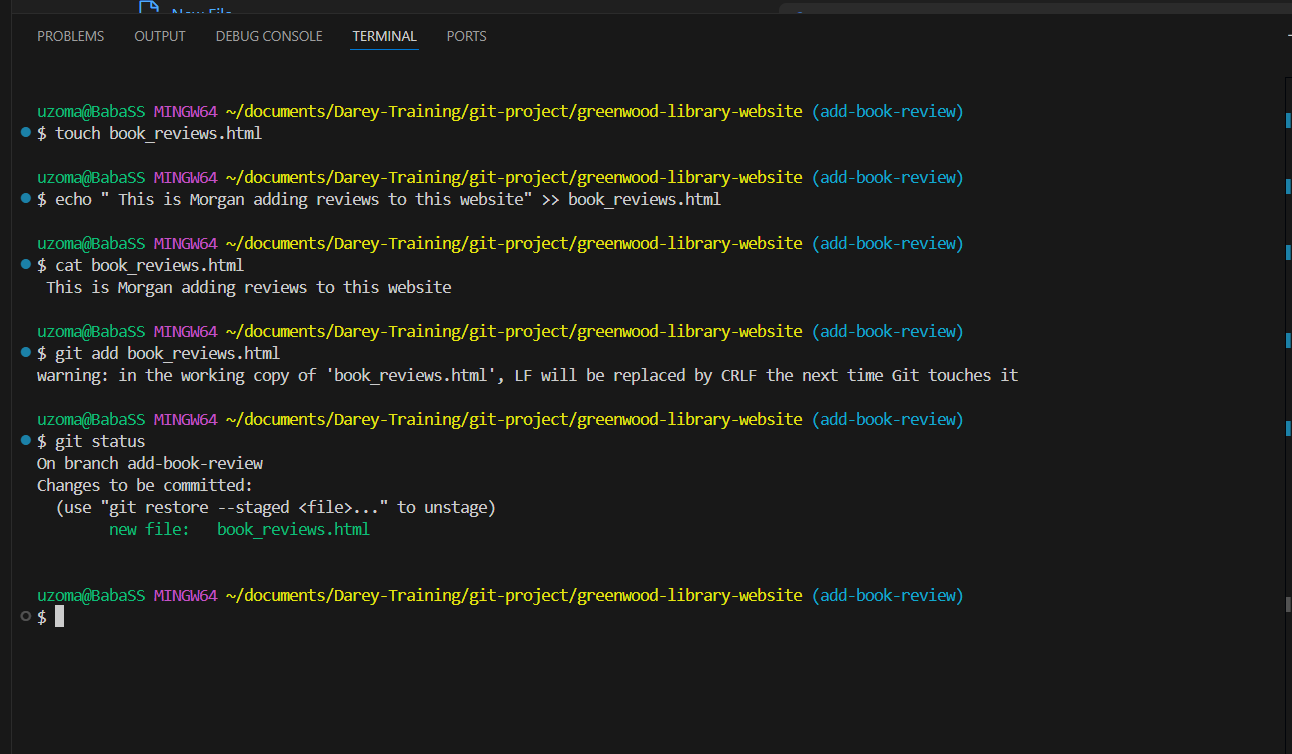 New File
PROBLEMS OUTPUT DEBUG CONSOLE TERMINAL PORTS
uzoma@BabaSS MINGW64 ~/documents/Darey-Training/git-project/greenwood-library-website (add-book-review)
$ touch book_reviews.html
uzoma@BabaSS MINGW64 ~/documents/Darey-Training/git-project/greenwood-library-website (add-book-review)
$ echo " This is Morgan adding reviews to this website" >> book_reviews.html
uzoma@BabaSS MINGW64 ~/documents/Darey-Training/git-project/greenwood-library-website (add-book-review)
$ cat book_reviews.html
 This is Morgan adding reviews to this website
uzoma@BabaSS MINGW64 ~/documents/Darey-Training/git-project/greenwood-library-website (add-book-review)
$ git add book_reviews.html
warning: in the working copy of 'book_reviews.html', LF will be replaced by CRLF the next time Git touches it
uzoma@BabaSS MINGW64 ~/documents/Darey-Training/git-project/greenwood-library-website (add-book-review)
$ git status
On branch add-book-review
Changes to be committed:
  (use "git restore --staged <file>..." to unstage)
        new file:   book_reviews.html
uzoma@BabaSS MINGW64 ~/documents/Darey-Training/git-project/greenwood-library-website (add-book-review)
$